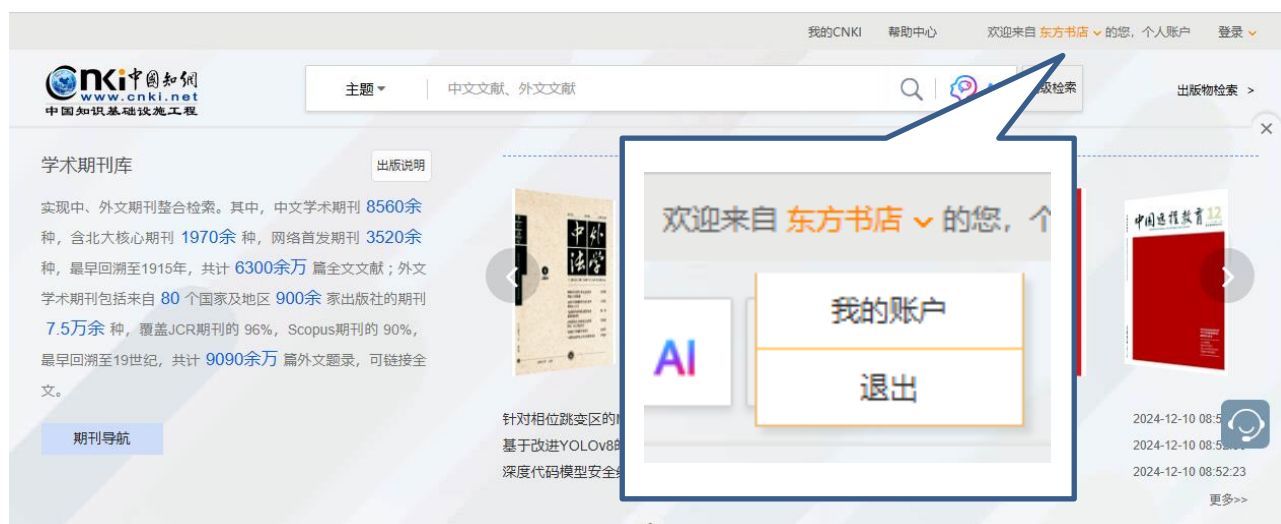 我的CNKI 帮助中心 欢迎来自 东方书店 的您, 个人账户 登录
cnki中国知网
www.cnki.net
中国知识基础设施工程
主题 中文文献、外文文献 级检索 出版物检索 >
学术期刊库 出版说明
实现中、外文期刊整合检索。其中,中文学术期刊 8560余
种,含北大核心期刊 1970余 种,网络首发期刊 3520余
种,最早回溯至1915年,共计 6300余万 篇全文文献;外文
学术期刊包括来自 80 个国家及地区 900余 家出版社的期刊
7.5万余 种,覆盖JCR期刊的 96%,Scopus期刊的 90%,
最早回溯至19世纪,共计 9090余万 篇外文题录,可链接全
文。
期刊导航
中外法学
欢迎来自 东方书店 的您, 个
我的账户
AI
退出
中国远程教育 12
针对相位跳变区的
基于改进YOLOv8
深度代码模型安全
2024-12-10 08:5
2024-12-10 08:52
2024-12-10 08:52:23
更多>>